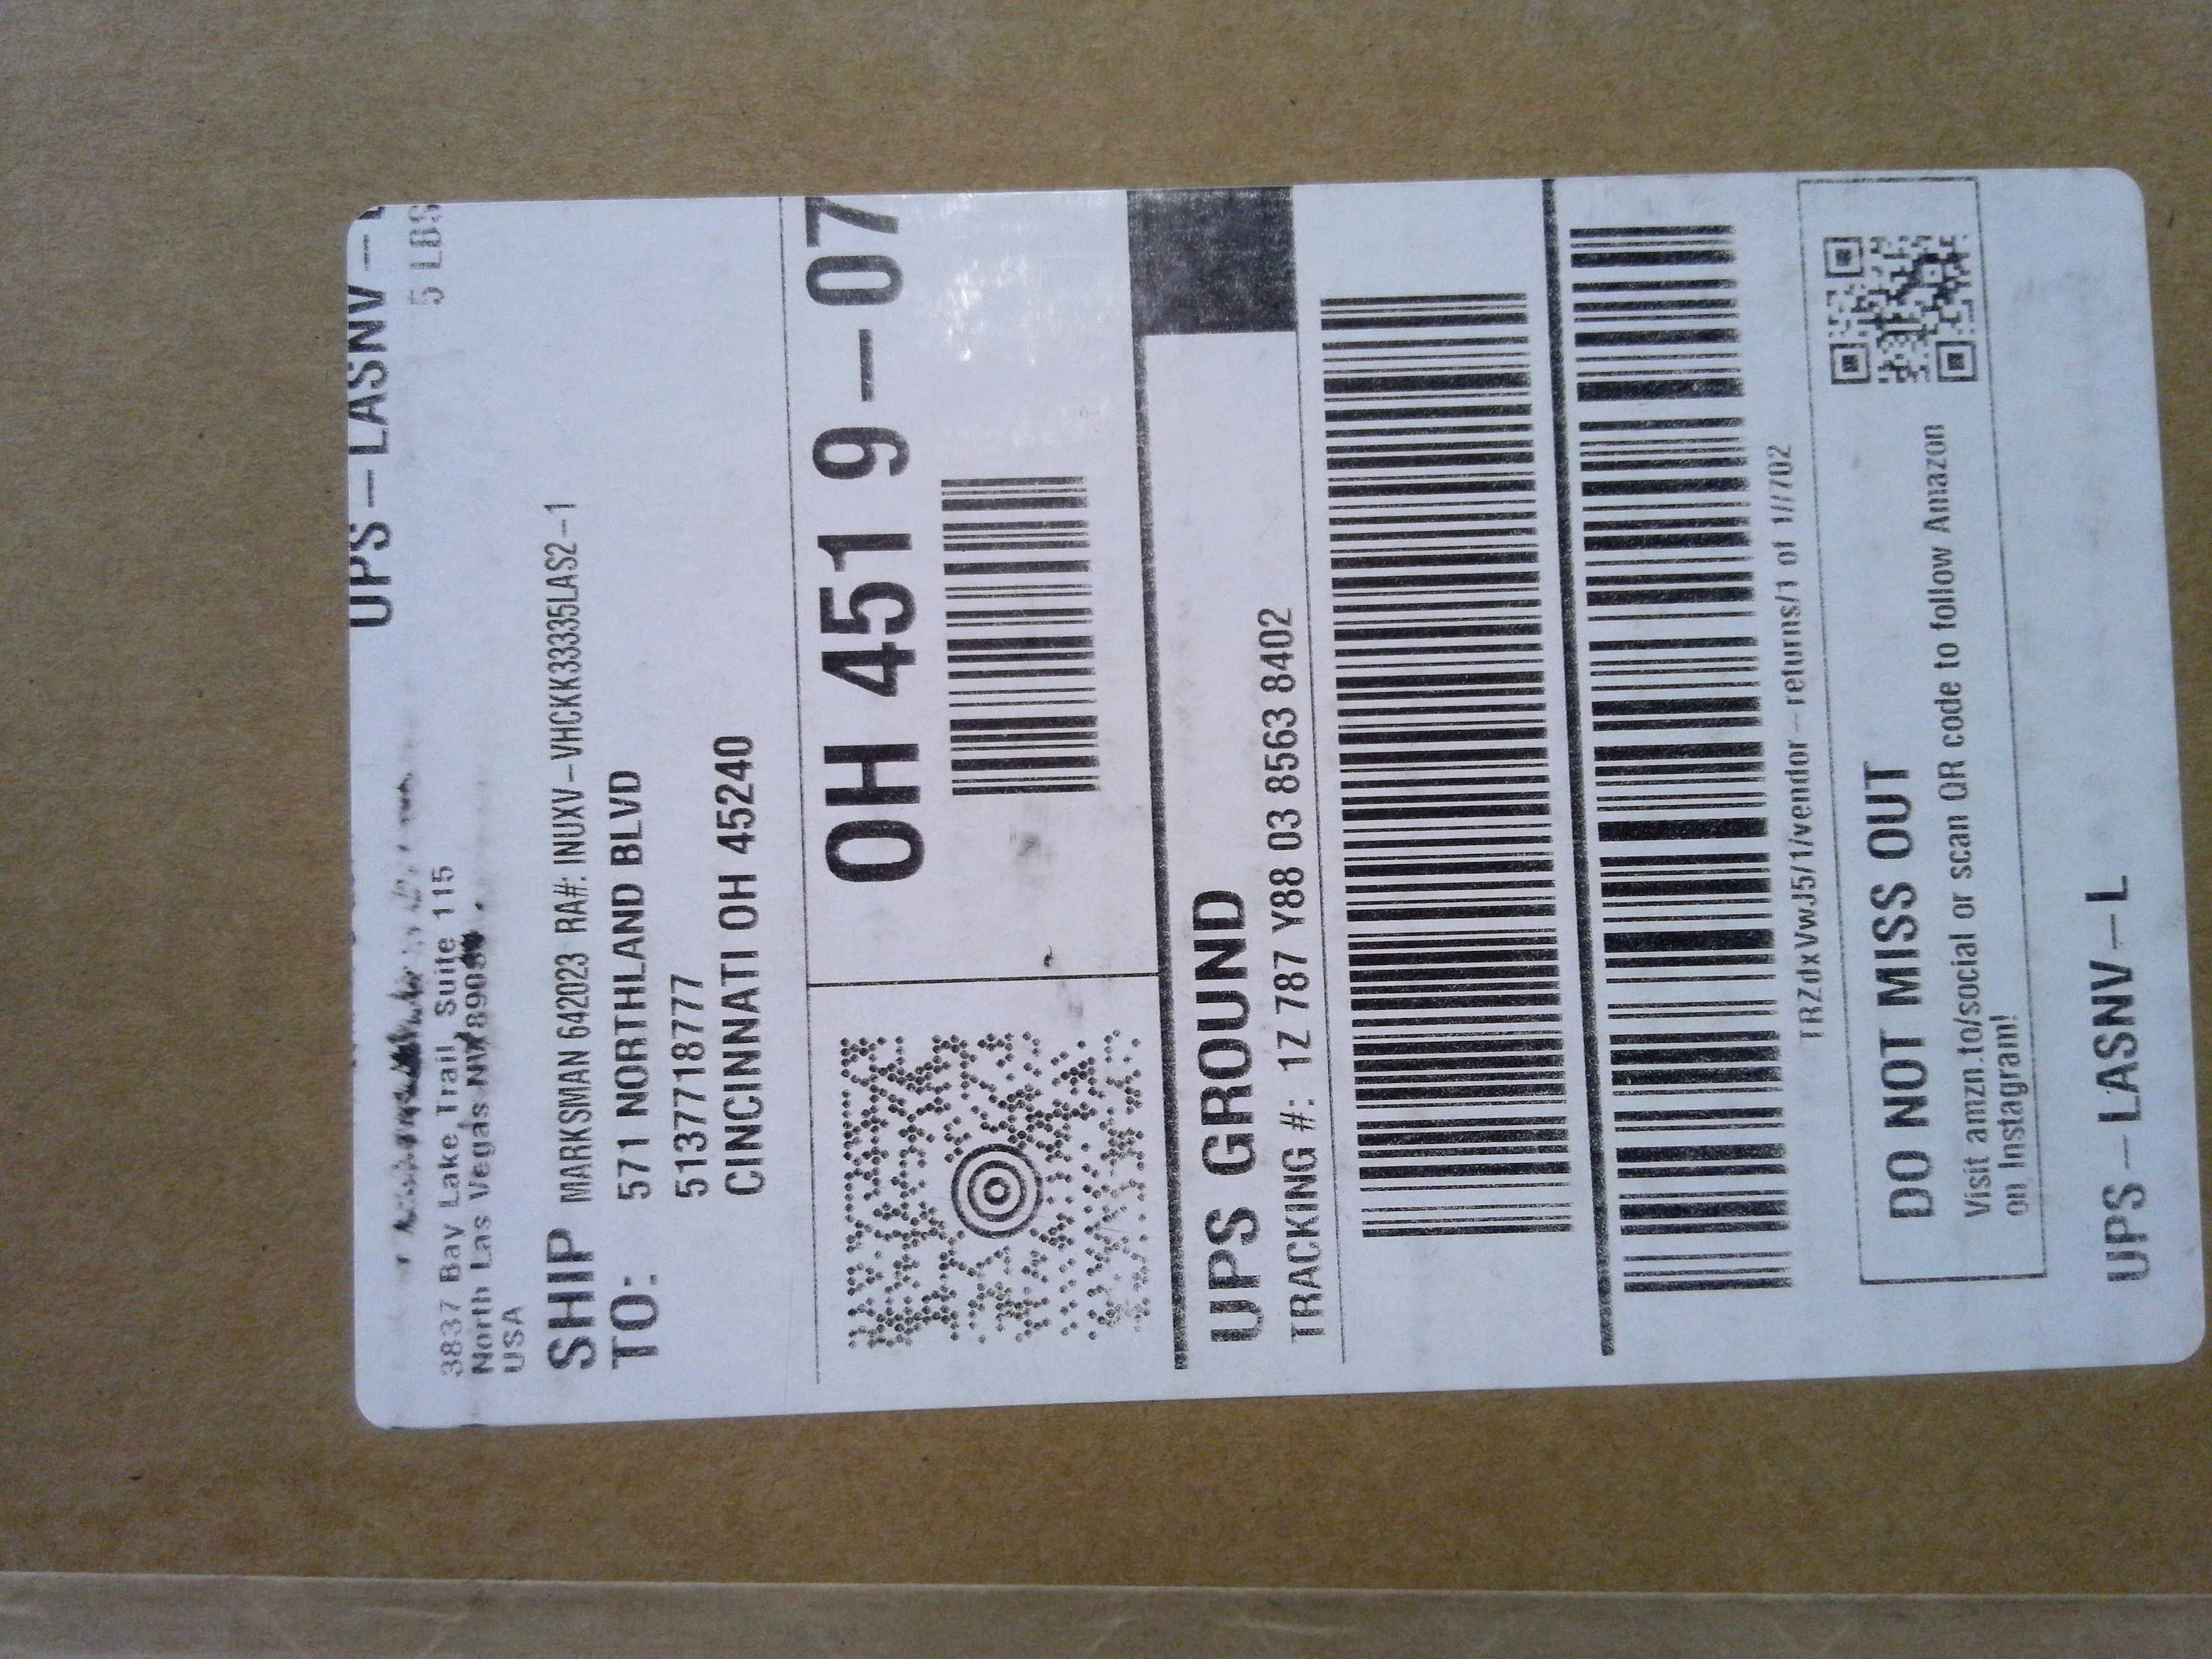 UPS-LASNV-
5 LBS
3837 Bay Lake Trail, Suite 115
North Las Vegas NV
USA
SHIP TO:
MARKSMAN 642023 RA#: INUXV-VHCKK33335LAS2-1
571 NORTHLAND BLVD
5137718777
CINCINNATI OH 45240
OH 451 9-07
UPS GROUND
TRACKING #: 1Z 787 Y88 03 8563 8402
TRZdxVwJ5/1/vendor-returns/1 of 1//702
DO NOT MISS OUT
Visit amzn.to/social or scan QR code to follow Amazon
on Instagram!
UPS-LASNV-L